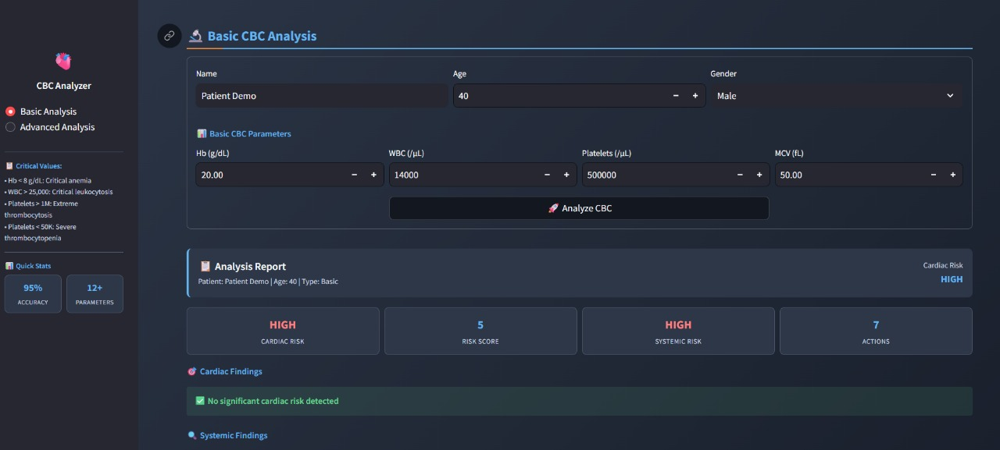 CBC Analyzer
Basic Analysis
Advanced Analysis
Critical Values:
• Hb < 8 g/dL: Critical anemia
• WBC > 25,000: Critical leukocytosis
• Platelets > 1M: Extreme
thrombocytosis
• Platelets < 50K: Severe
thrombocytopenia
Quick Stats
95%
ACCURACY
12+
PARAMETERS
Basic CBC Analysis
Name
Age
Gender
Patient Demo
40
Male
Basic CBC Parameters
Hb (g/dL)
WBC (/μL)
Platelets (/μL)
MCV (fL)
20.00
14000
500000
50.00
Analyze CBC
Analysis Report
Patient: Patient Demo | Age: 40 | Type: Basic
Cardiac Risk
HIGH
HIGH
CARDIAC RISK
5
RISK SCORE
HIGH
SYSTEMIC RISK
7
ACTIONS
Cardiac Findings
No significant cardiac risk detected
Systemic Findings